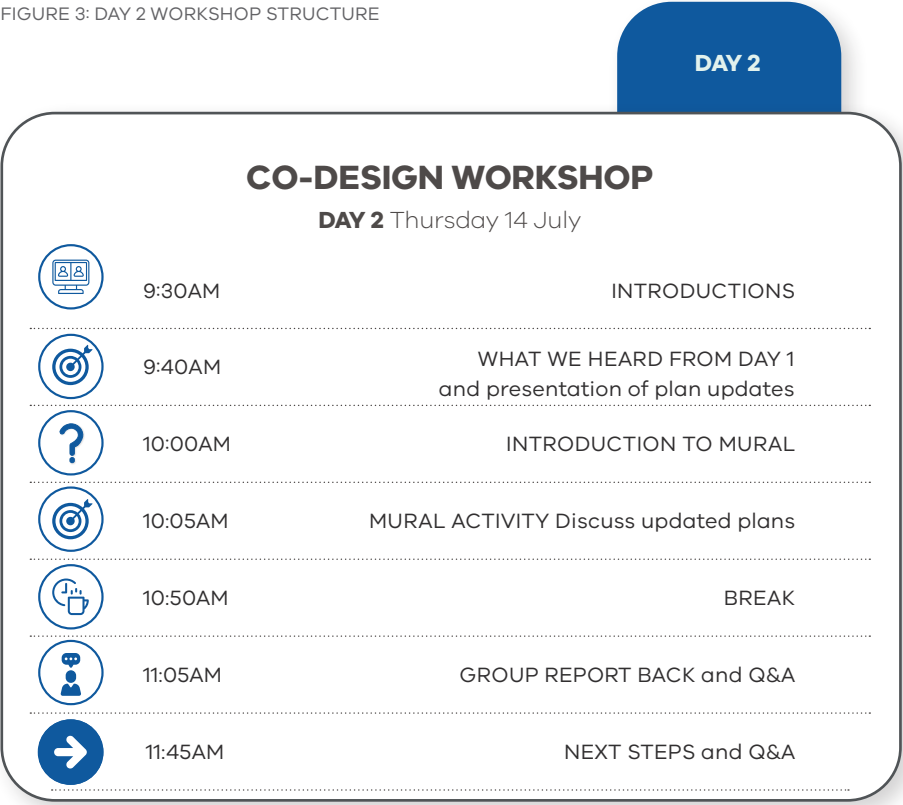 FIGURE 3: DAY 2 WORKSHOP STRUCTURE
DAY 2
CO-DESIGN WORKSHOP
DAY 2 Thursday 14 July
9:30AM INTRODUCTIONS
9:40AM WHAT WE HEARD FROM DAY 1
and presentation of plan updates
10:00AM INTRODUCTION TO MURAL
10:05AM MURAL ACTIVITY Discuss updated plans
10:50AM BREAK
11:05AM GROUP REPORT BACK and Q&A
11:45AM NEXT STEPS and Q&A